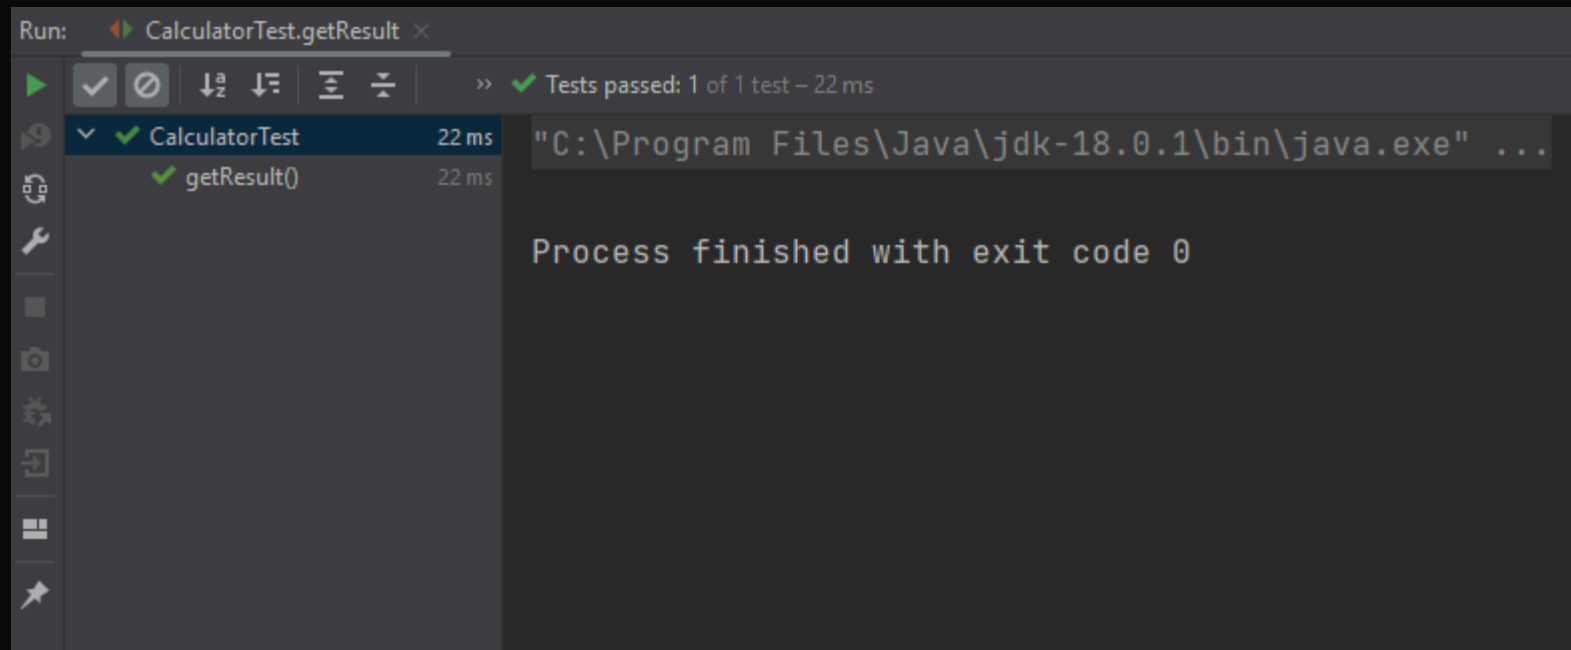 Run: CalculatorTest.getResult
Tests passed: 1 of 1 test – 22 ms
CalculatorTest 22 ms
getResult() 22 ms
"C:\Program Files\Java\jdk-18.0.1\bin\java.exe" ...
Process finished with exit code 0